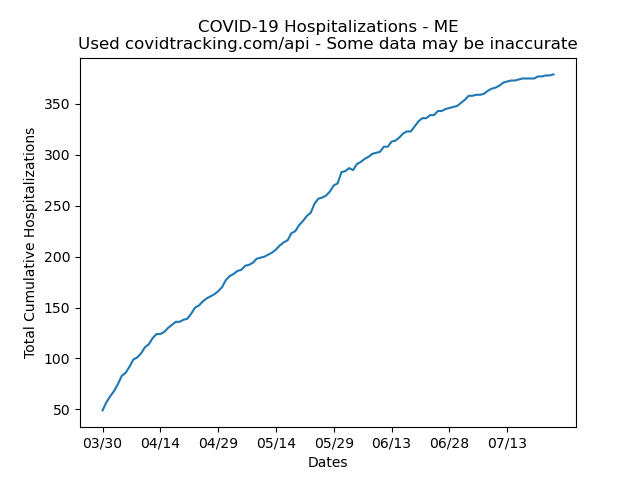 COVID-19 Hospitalizations - ME
Used covidtracking.com/api - Some data may be inaccurate
Total Cumulative Hospitalizations
350
300
250
200
150
100
50
03/30 04/14 04/29 05/14 05/29 06/13 06/28 07/13
Dates